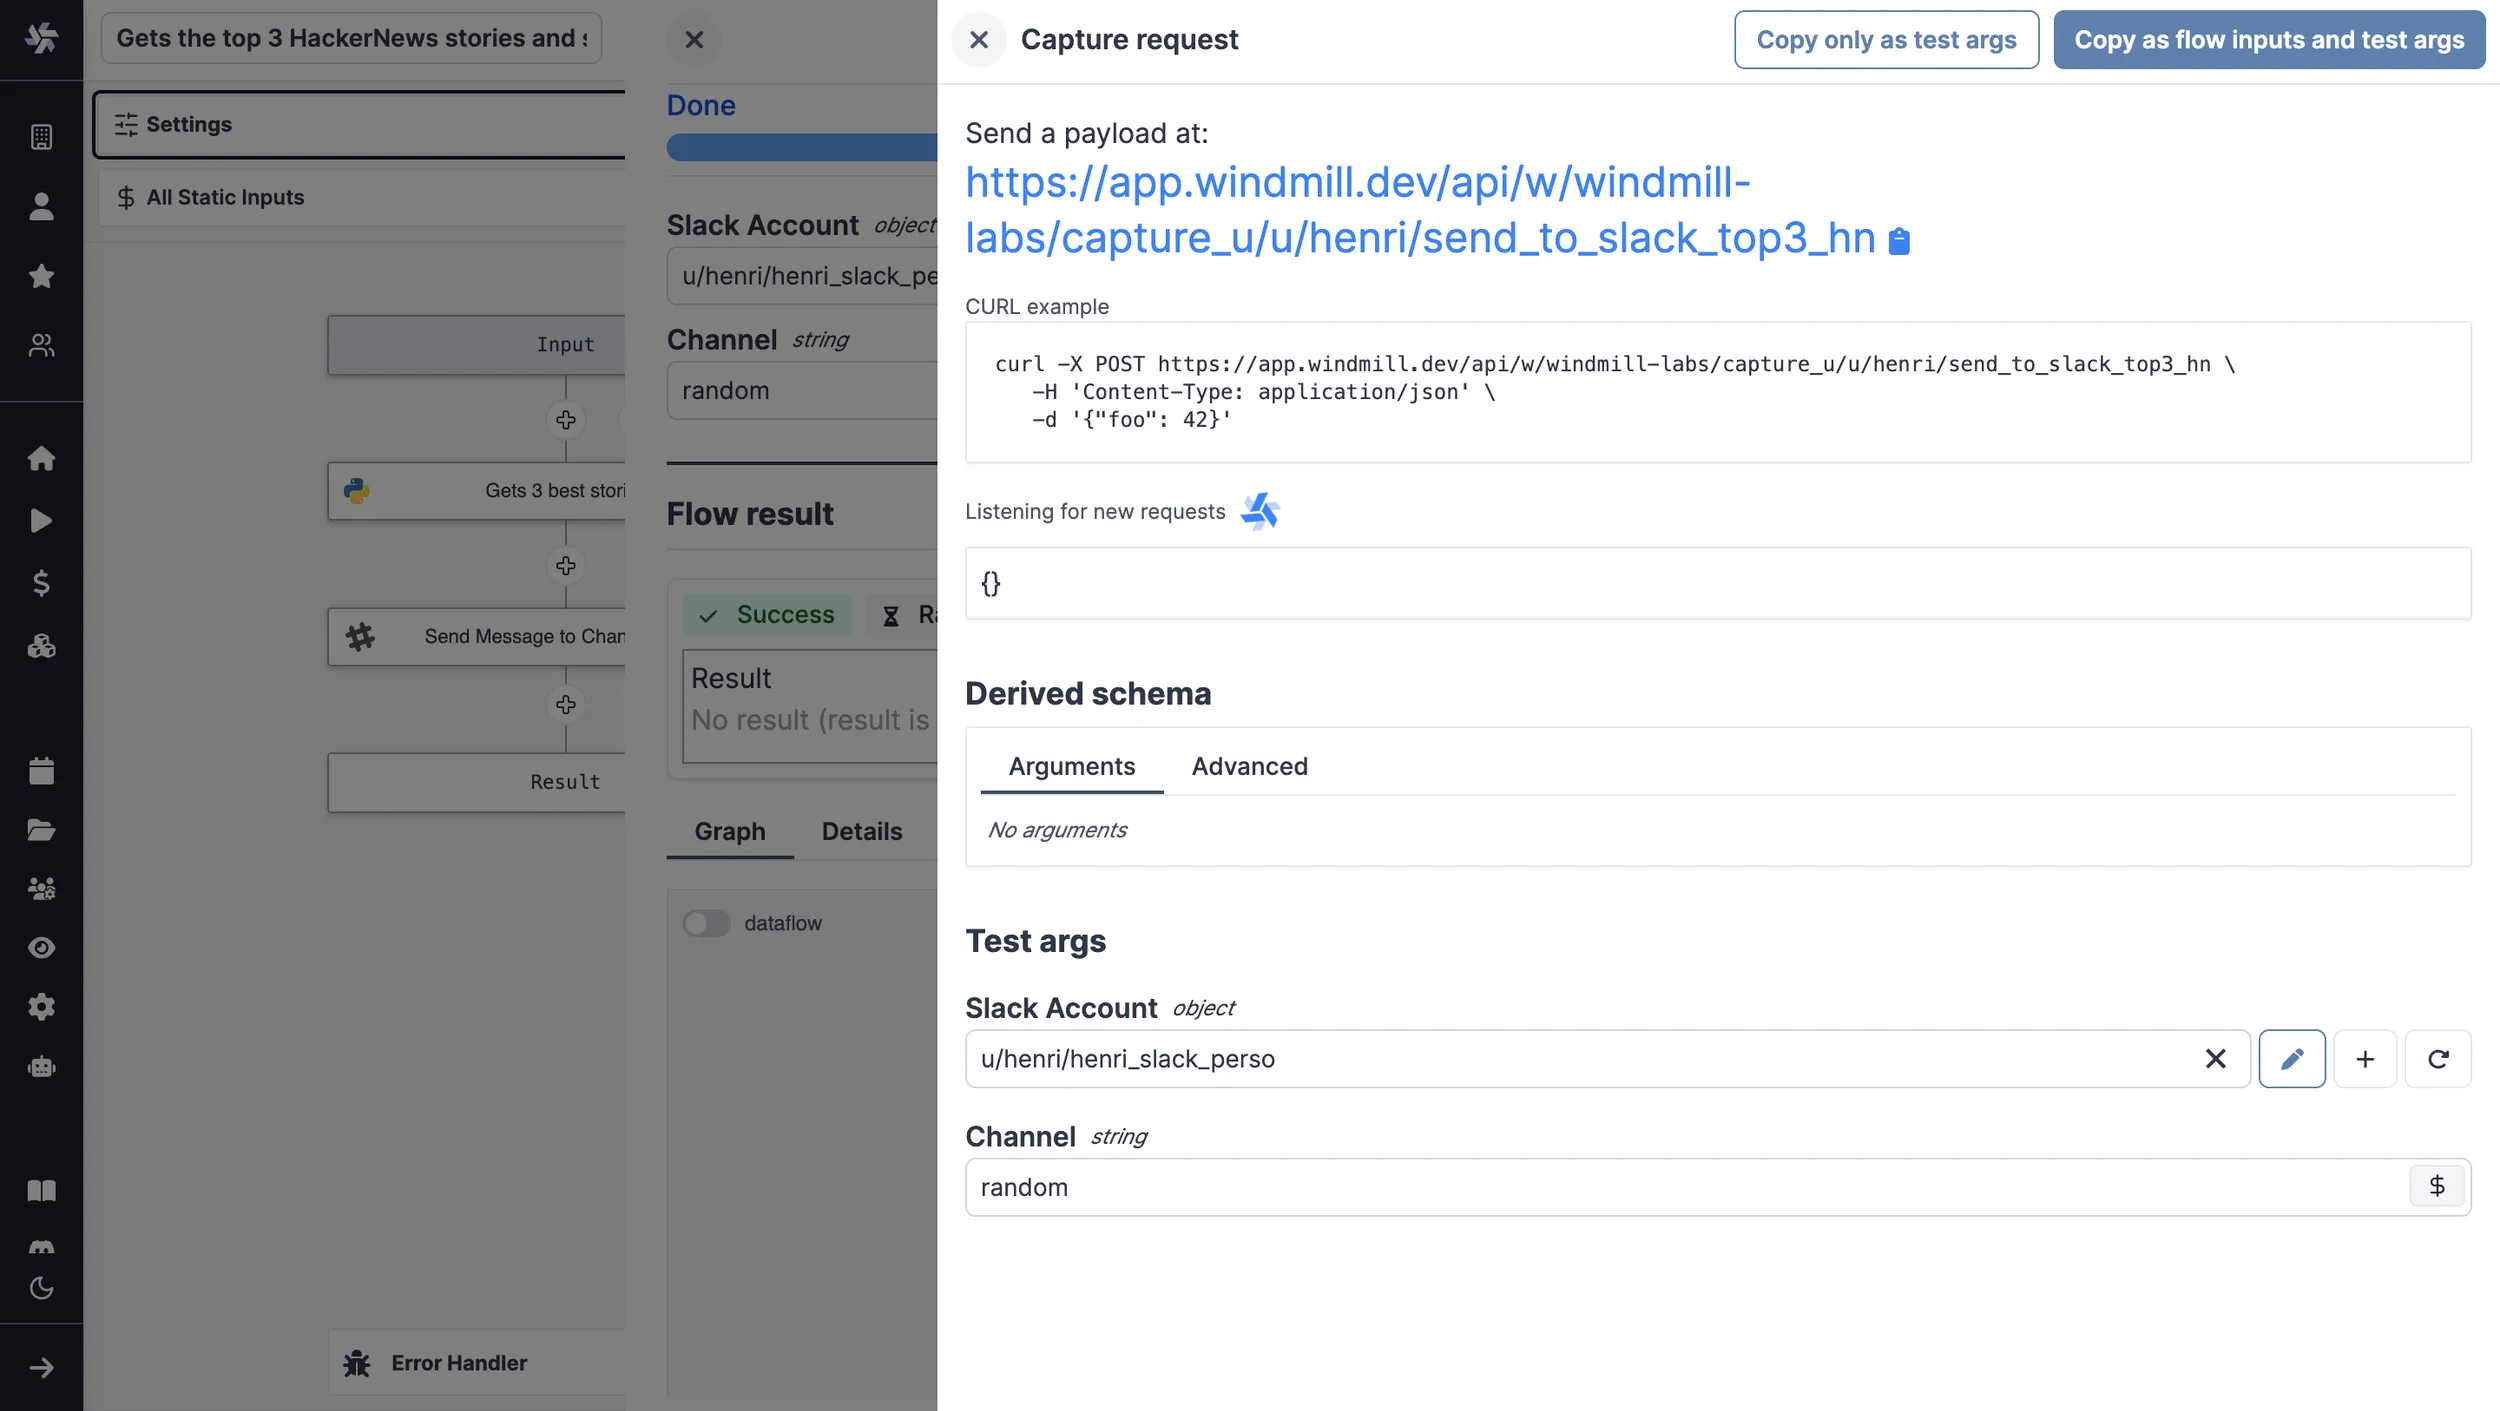 Gets the top 3 HackerNews stories and
Settings
All Static Inputs
Input
Gets 3 best stori
Send Message to Chan
Result
Error Handler
Done
Slack Account object
u/henri/henri_slack_pe
Channel string
random
Flow result
Success
Result
No result (result is
Graph Details
dataflow
Capture request
Copy only as test args
Copy as flow inputs and test args
Send a payload at:
https://app.windmill.dev/api/w/windmill-
labs/capture_u/u/henri/send_to_slack_top3_hn
CURL example
curl -X POST https://app.windmill.dev/api/w/windmill-labs/capture_u/u/henri/send_to_slack_top3_hn \
-H 'Content-Type: application/json' \
-d '{"foo": 42}'
Listening for new requests
{}
Derived schema
Arguments Advanced
No arguments
Test args
Slack Account object
u/henri/henri_slack_perso
Channel string
random
$